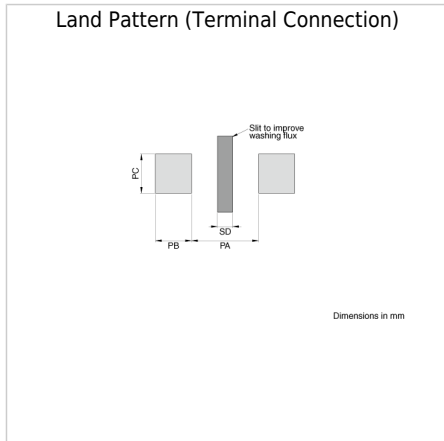 Land Pattern (Terminal Connection)
Slit to improve
washing flux
PC
SD
PB
PA
Dimensions in mm